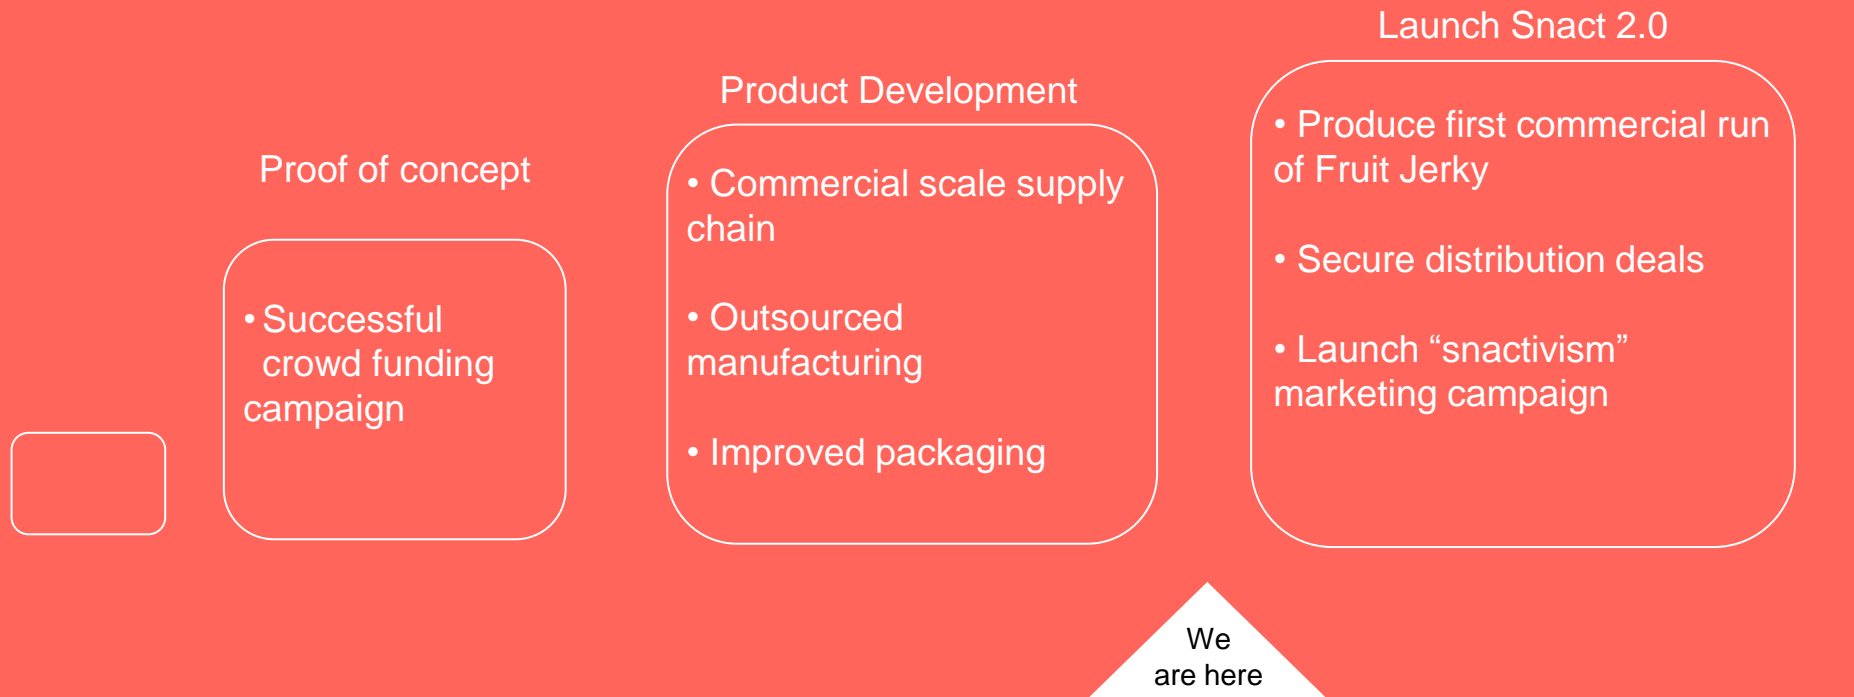 Proof of concept
• Successful
crowd funding
campaign
Product Development
• Commercial scale supply
chain
• Outsourced
manufacturing
• Improved packaging
Launch Snact 2.0
• Produce first commercial run
of Fruit Jerky
• Secure distribution deals
• Launch “snactivism”
marketing campaign
We
are here